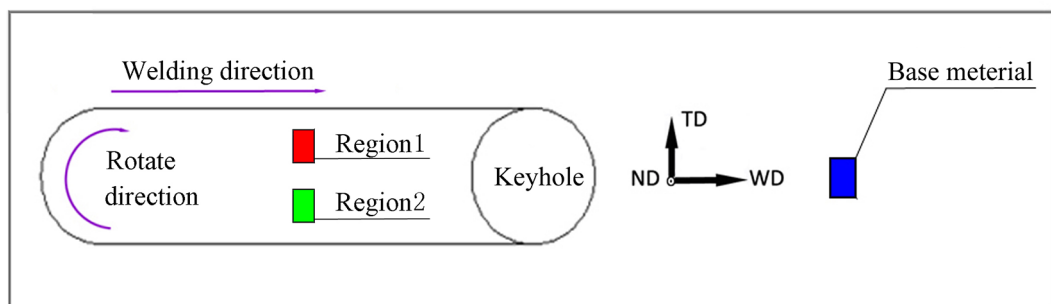 Welding direction
Base meterial
Rotate
direction
Region1
Region2
Keyhole
TD
ND
WD